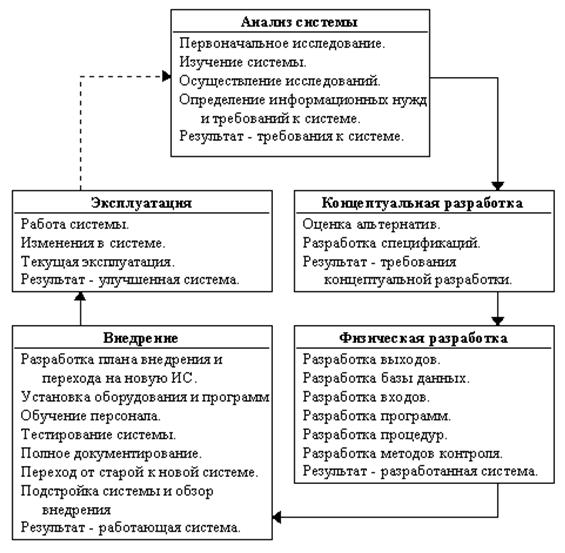 Анализ системы
Первоначальное исследование.
Изучение системы.
Осуществление исследований.
Определение информационных нужд
и требований к системе.
Результат - требования к системе.
Эксплуатация
Работа системы.
Изменения в системе.
Текущая эксплуатация.
Результат - улучшенная система.
Концептуальная разработка
Оценка альтернатив.
Разработка спецификаций.
Результат - требования
концептуальной разработки.
Внедрение
Разработка плана внедрения и
перехода на новую ИС.
Установка оборудования и программ
Обучение персонала.
Тестирование системы.
Полное документирование.
Переход от старой к новой системе.
Подстройка системы и обзор
внедрения
Результат - работающая система.
Физическая разработка
Разработка выходов.
Разработка базы данных.
Разработка входов.
Разработка программ.
Разработка процедур.
Разработка методов контроля.
Результат - разработанная система.